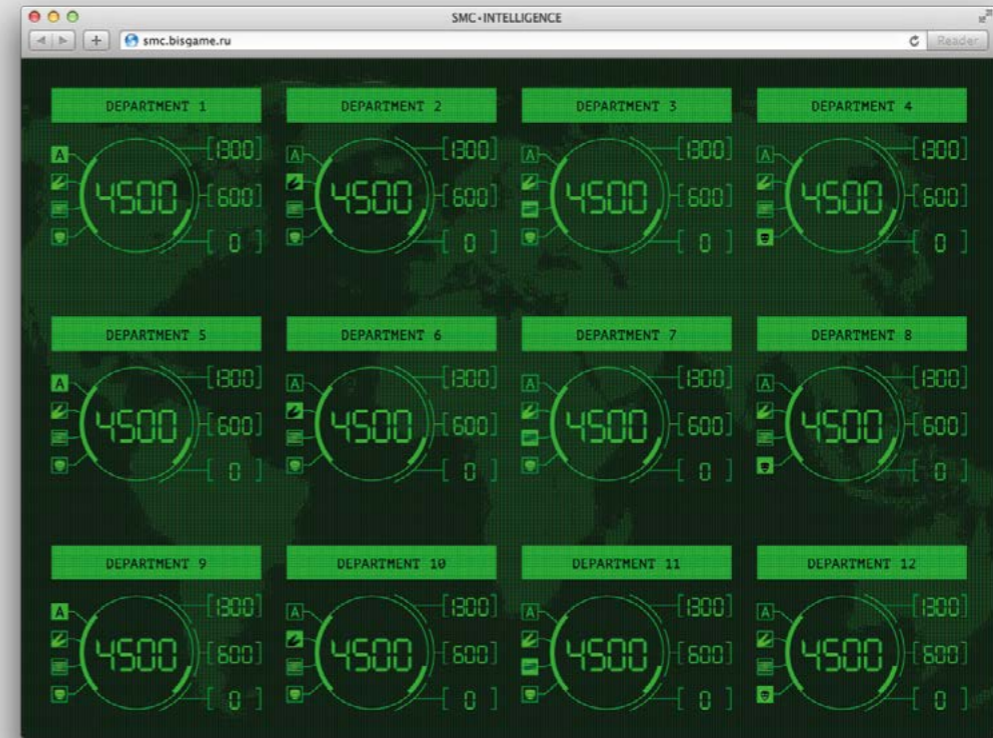 SMC-INTELLIGENCE
smc.bisgame.ru
Reader
DEPARTMENT 1
A
4500
[1300]
[600]
[0]
DEPARTMENT 2
A
4500
[1300]
[600]
[0]
DEPARTMENT 3
A
4500
[1300]
[600]
[0]
DEPARTMENT 4
A
4500
[1300]
[600]
[0]
DEPARTMENT 5
A
4500
[1300]
[600]
[0]
DEPARTMENT 6
A
4500
[1300]
[600]
[0]
DEPARTMENT 7
A
4500
[1300]
[600]
[0]
DEPARTMENT 8
A
4500
[1300]
[600]
[0]
DEPARTMENT 9
A
4500
[1300]
[600]
[0]
DEPARTMENT 10
A
4500
[1300]
[600]
[0]
DEPARTMENT 11
A
4500
[1300]
[600]
[0]
DEPARTMENT 12
A
4500
[1300]
[600]
[0]